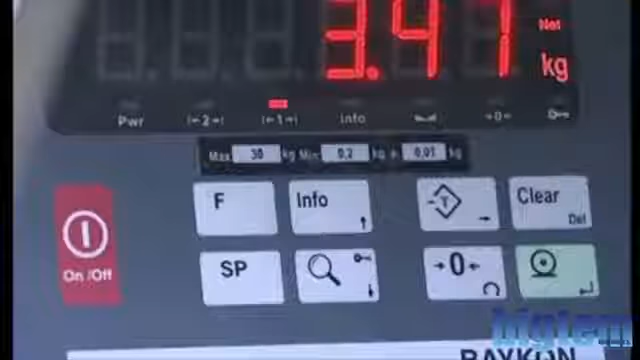 3.47
Net
kg
Pwr |←2→| |←1→| Info →0←
Max 30 kg Min 0,2 kg e: 0,01 kg
F Info T Clear
Del
On /Off
SP →0←
BAYKON
bigtem